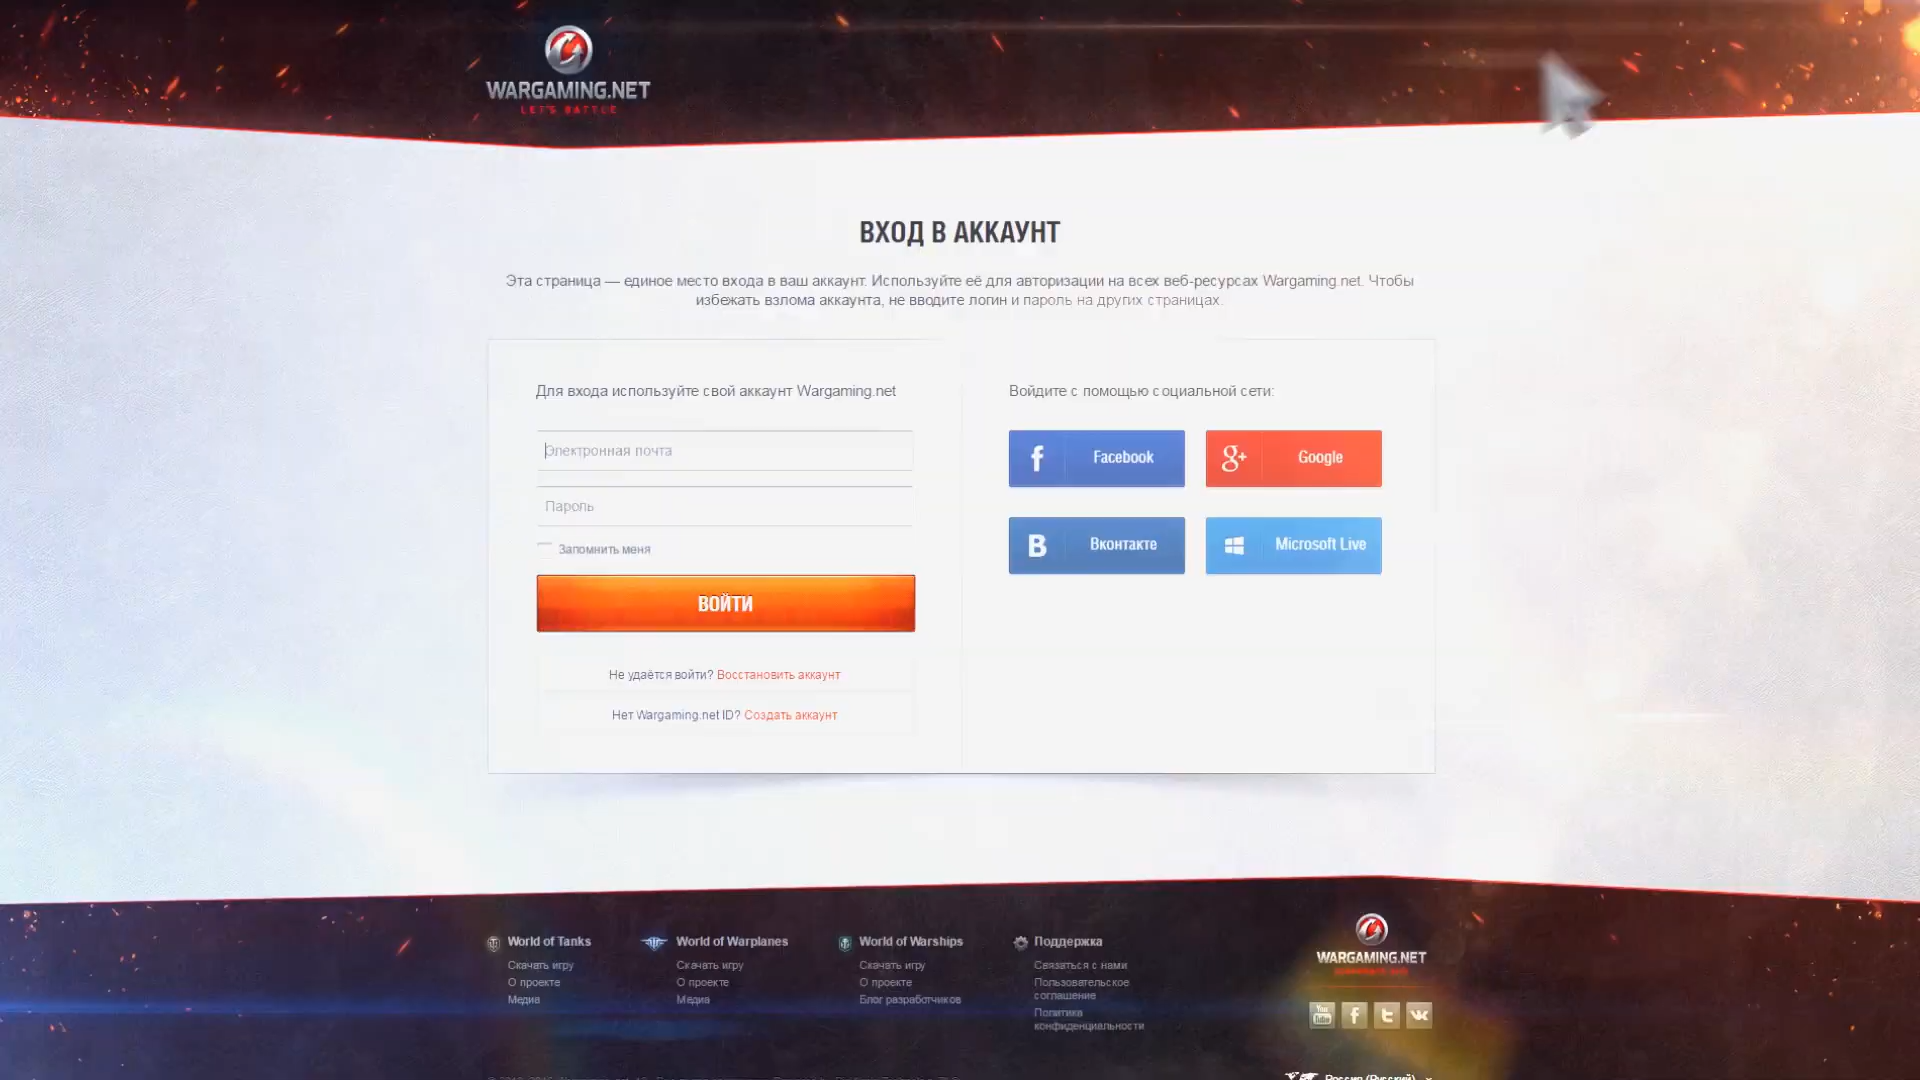 WARGAMING.NET
LET'S BATTLE
ВХОД В АККАУНТ
Эта страница — единое место входа в ваш аккаунт. Используйте её для авторизации на всех веб-ресурсах Wargaming.net. Чтобы
избежать взлома аккаунта, не вводите логин и пароль на других страницах.
Для входа используйте свой аккаунт Wargaming.net
Электронная почта
Пароль
Запомнить меня
ВОЙТИ
Не удаётся войти? Восстановить аккаунт
Нет Wargaming.net ID? Создать аккаунт
Войдите с помощью социальной сети:
Facebook
g+ Google
B Вконтакте
Microsoft Live
World of Tanks
Скачать игру
О проекте
Медиа
World of Warplanes
Скачать игру
О проекте
Медиа
World of Warships
Скачать игру
О проекте
Блог разработчиков
Поддержка
Связаться с нами
Пользовательское
соглашение
Политика
конфиденциальности
WARGAMING.NET
You Tube
Россия (Русский)